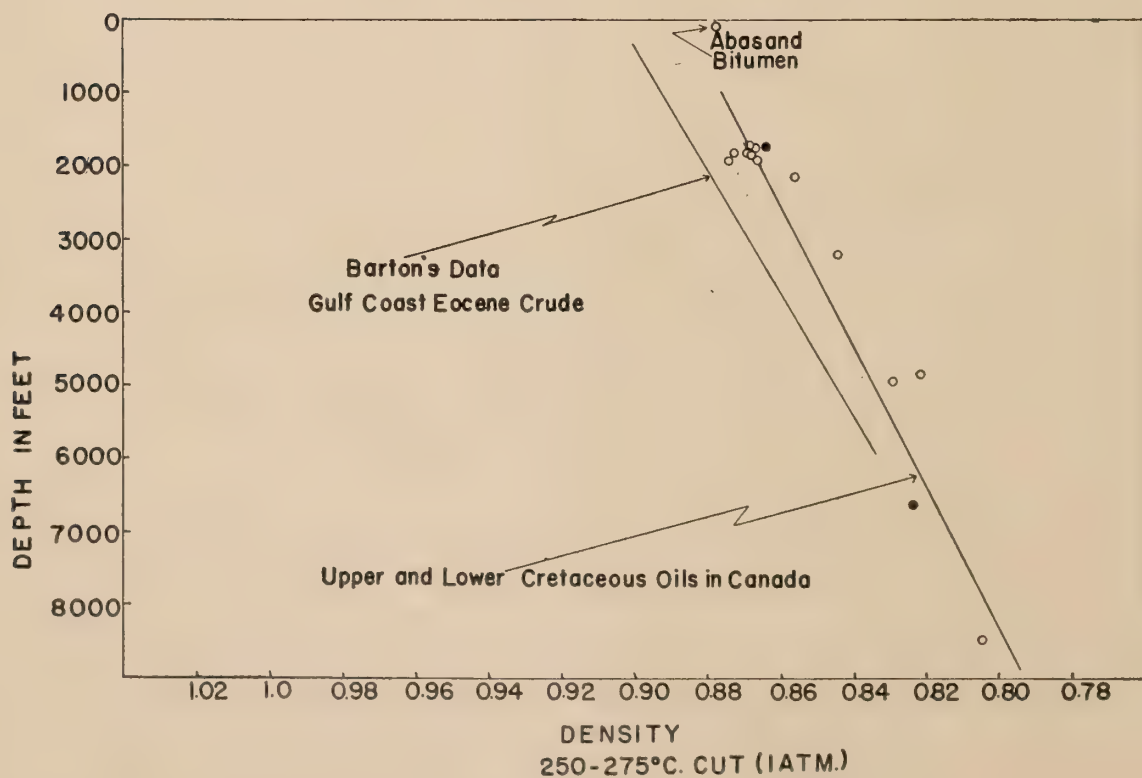 0
Abasand
Bitumen
1000
2000
3000
Barton's Data
Gulf Coast Eocene Crude
4000
DEPTH IN FEET
5000
6000
7000
Upper and Lower Cretaceous Oils in Canada
8000
1.02 1.0 0.98 0.96 0.94 0.92 0.90 0.88 0.86 0.84 0.82 0.80 0.78
DENSITY
250-275°C. CUT (1ATM.)